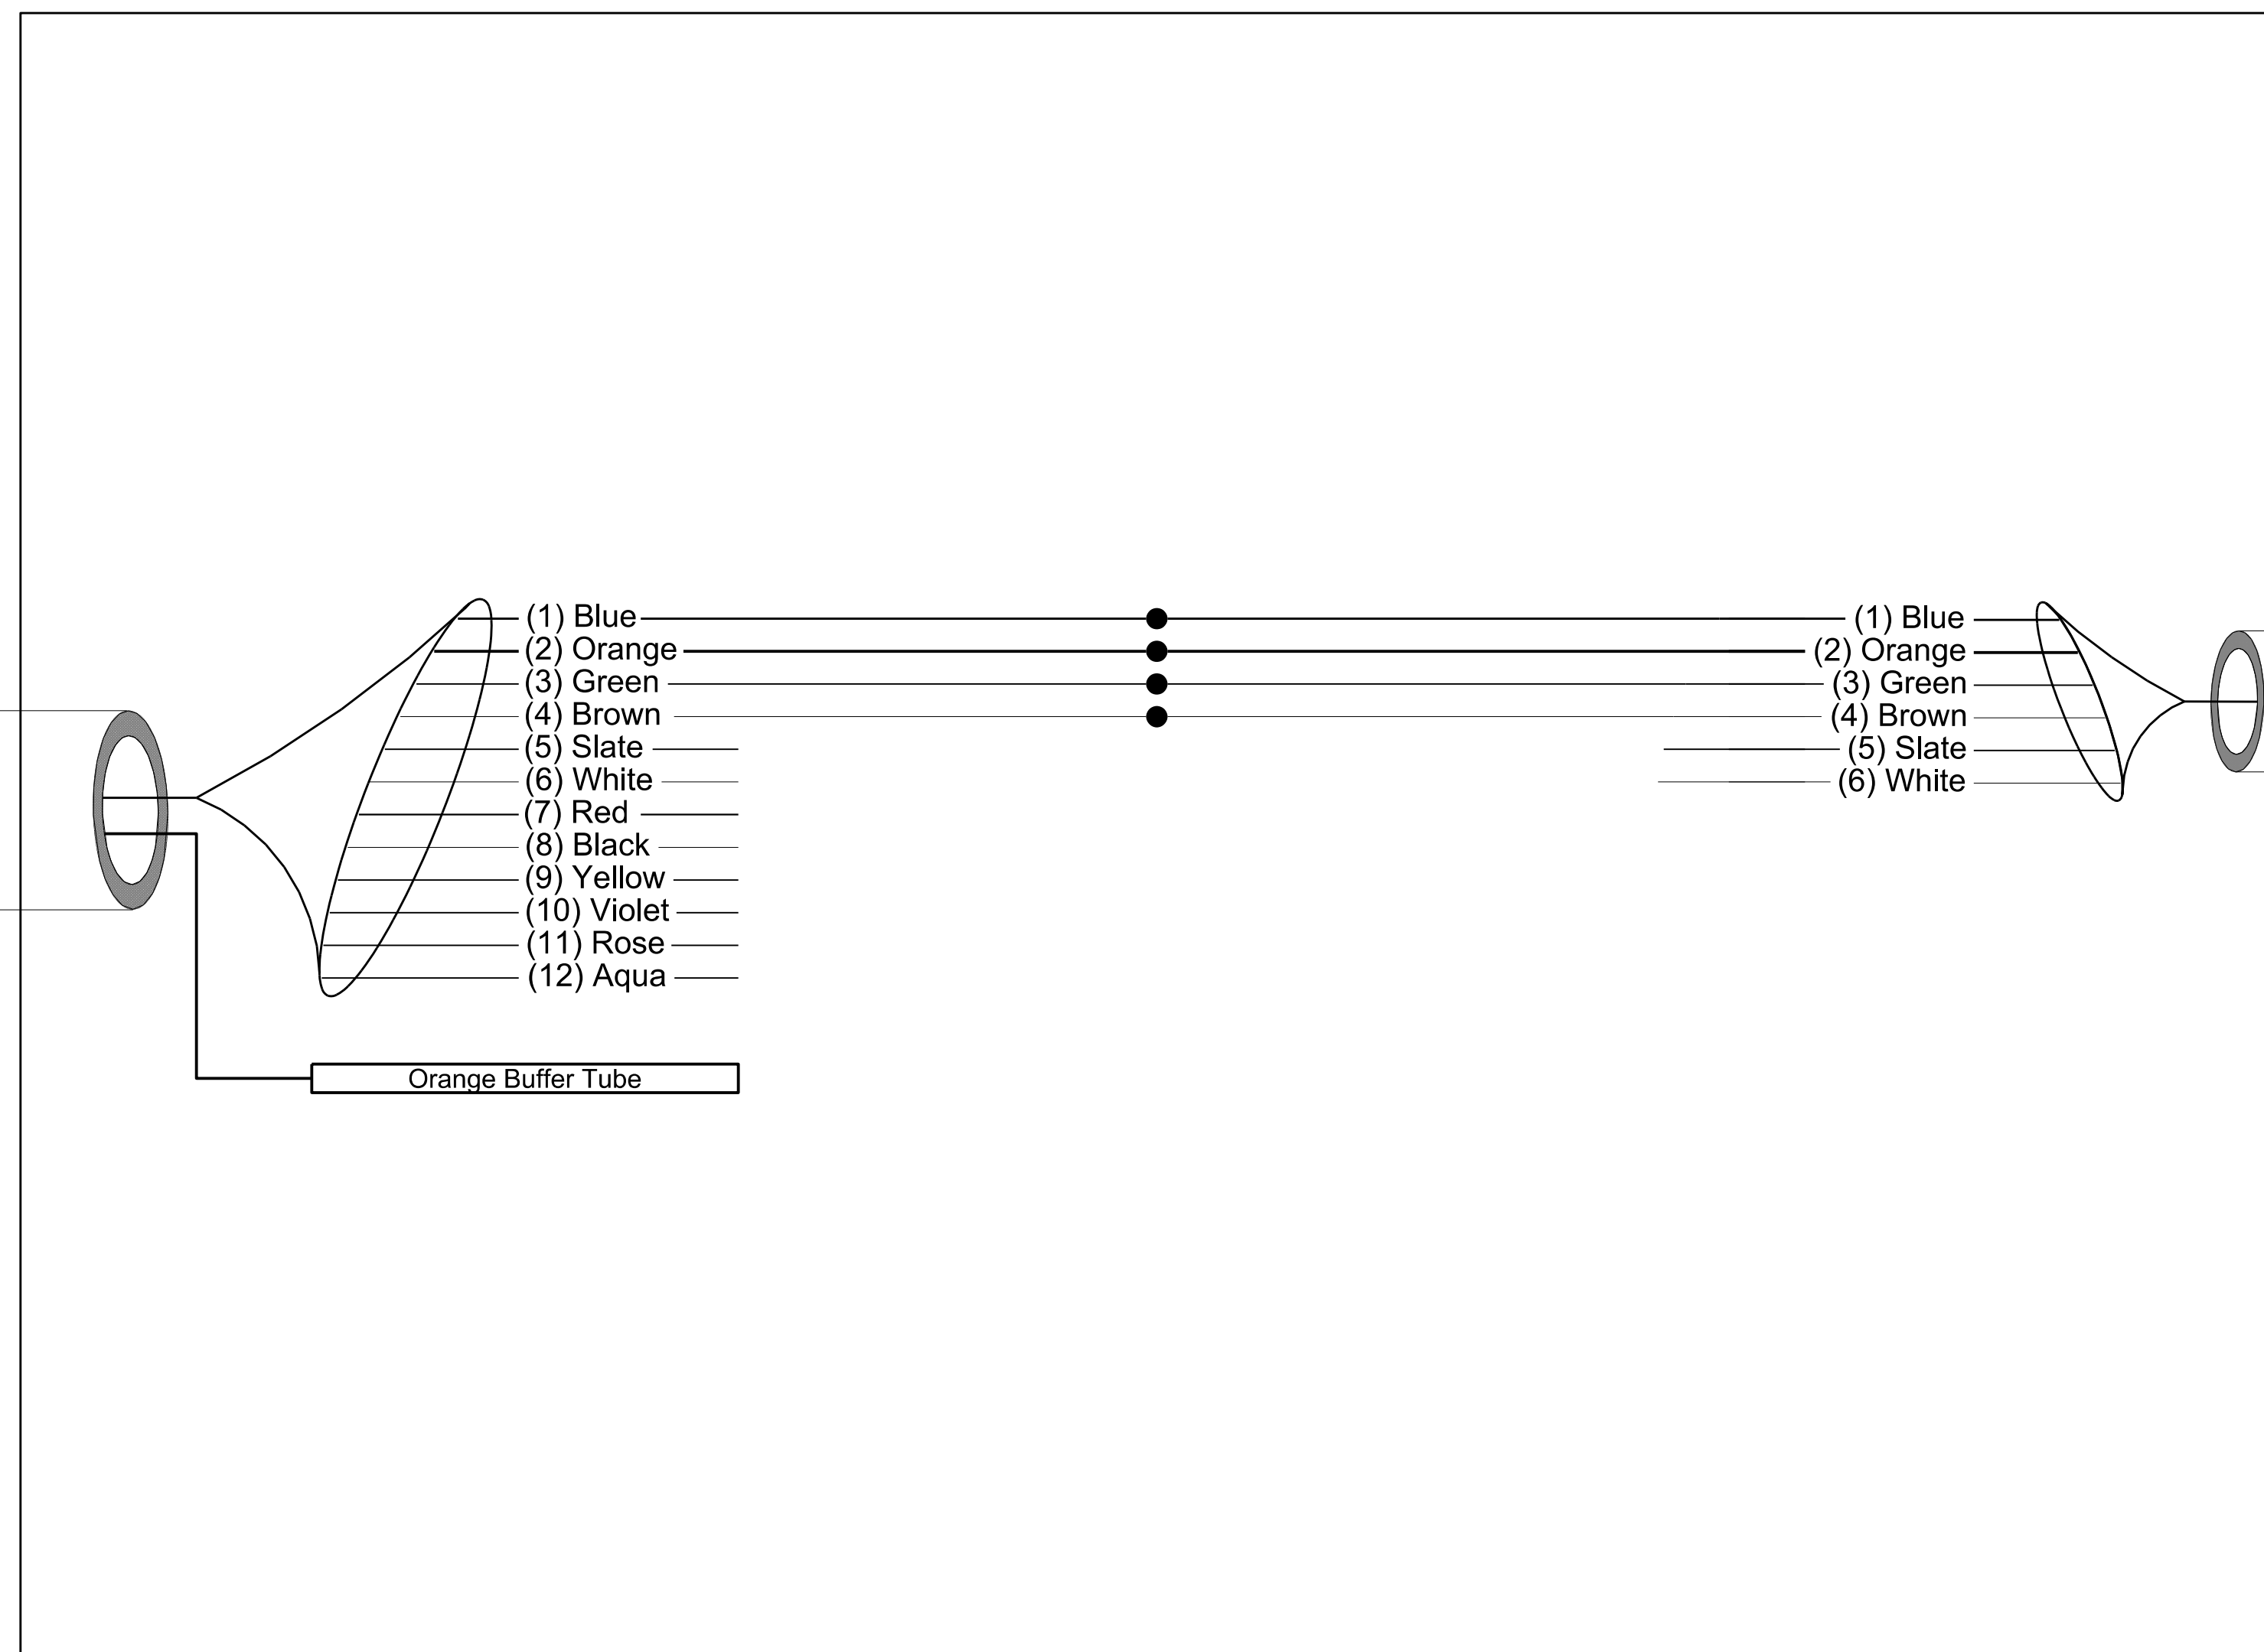 (1) Blue
(2) Orange
(3) Green
(4) Brown
(5) Slate
(6) White
(7) Red
(8) Black
(9) Yellow
(10) Violet
(11) Rose
(12) Aqua
Orange Buffer Tube
(1) Blue
(2) Orange
(3) Green
(4) Brown
(5) Slate
(6) White